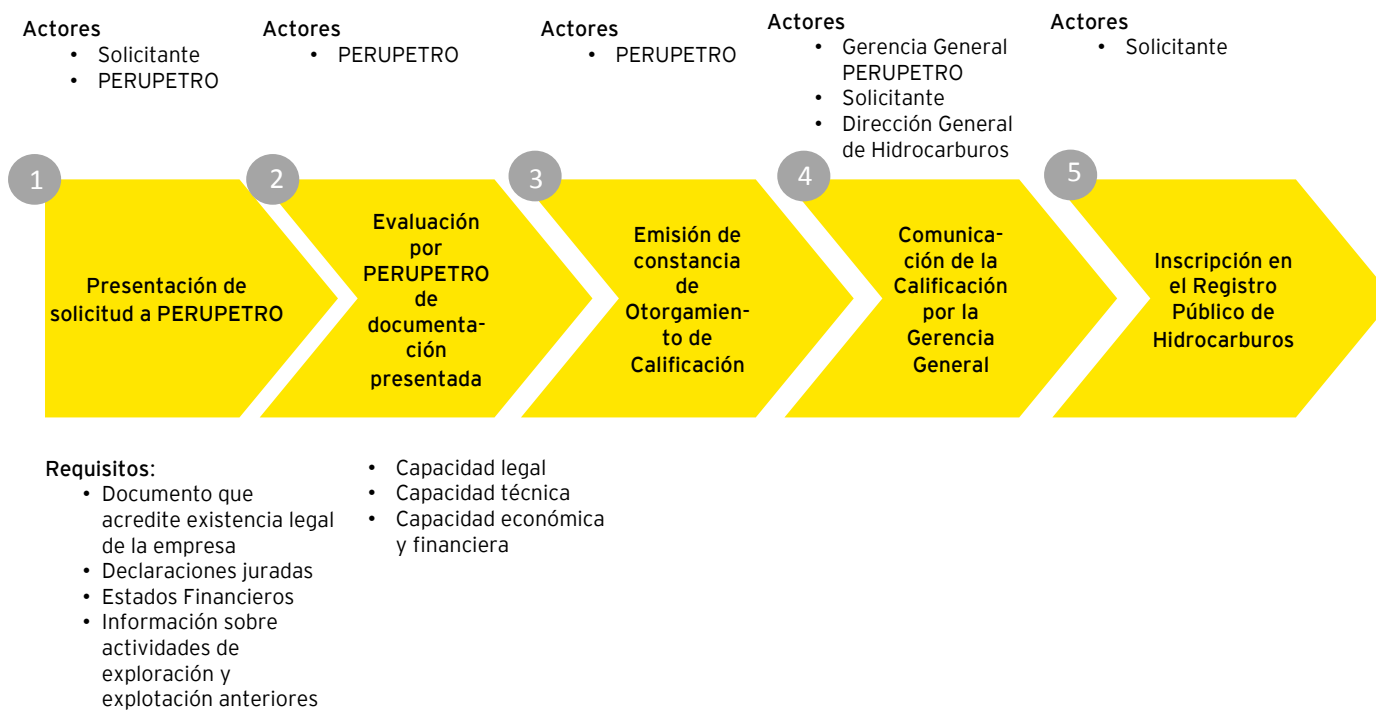 Actores
• Solicitante
• PERUPETRO
Actores
• PERUPETRO
Actores
• PERUPETRO
Actores
• Gerencia General
PERUPETRO
• Solicitante
• Dirección General
de Hidrocarburos
Actores
• Solicitante
1
Presentación de
solicitud a PERUPETRO
2
Evaluación
por
PERUPETRO
de
documenta-
ción
presentada
3
Emisión de
constancia
de
Otorgamien-
to de
Calificación
4
Comunica-
ción de la
Calificación
por la
Gerencia
General
5
Inscripción en
el Registro
Público de
Hidrocarburos
Requisitos:
• Documento que
acredite existencia legal
de la empresa
• Declaraciones juradas
• Estados Financieros
• Información sobre
actividades de
exploración y
explotación anteriores
• Capacidad legal
• Capacidad técnica
• Capacidad económica
y financiera